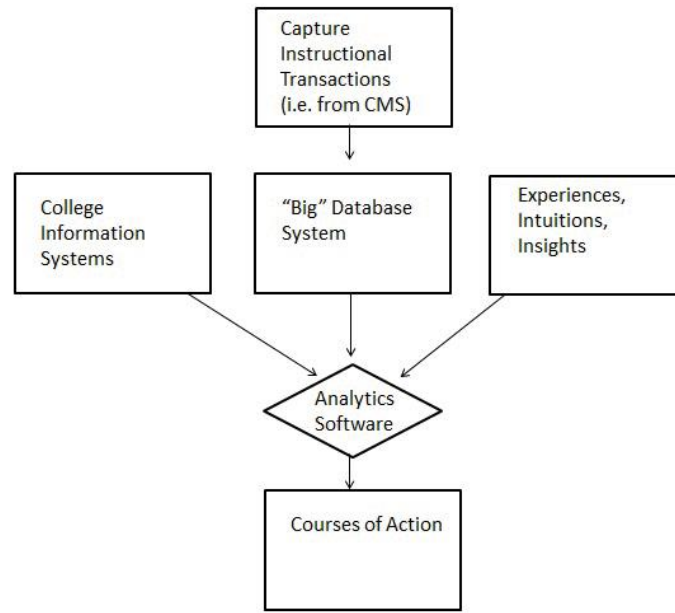 Capture
Instructional
Transactions
(i.e. from CMS)
College
Information
Systems
“Big” Database
System
Experiences,
Intuitions,
Insights
Analytics
Software
Courses of Action